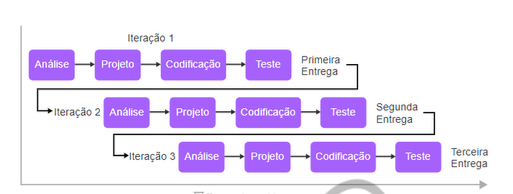 Iteração 1
Análise Projeto Codificação Teste Primeira
Entrega
Iteração 2 Análise Projeto Codificação Teste Segunda
Entrega
Iteração 3 Análise Projeto Codificação Teste Terceira
Entrega